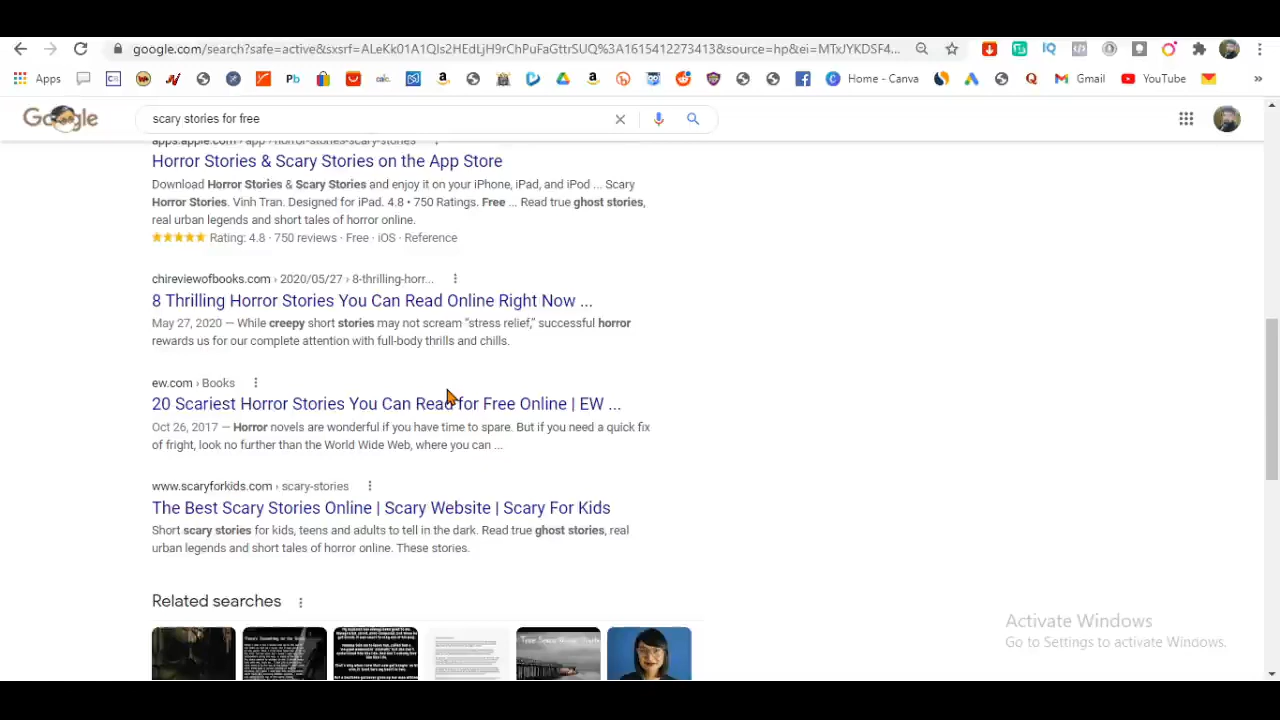 google.com/search?safe=active&sxsrf=ALeKk01A1QIs2HEdLjH9rChPuFaGttrSUQ%3A1615412273413&source=hp&ei=MTxJYKDSF4...
Apps
Home - Canva
Gmail
YouTube
Google
scary stories for free
apps.apple.com › app › horror-stories-scary-stories
Horror Stories & Scary Stories on the App Store
Download Horror Stories & Scary Stories and enjoy it on your iPhone, iPad, and iPod ... Scary
Horror Stories. Vinh Tran. Designed for iPad. 4.8 • 750 Ratings. Free ... Read true ghost stories,
real urban legends and short tales of horror online.
Rating: 4.8 · 750 reviews · Free · iOS · Reference
chireviewofbooks.com › 2020/05/27 › 8-thrilling-horr...
8 Thrilling Horror Stories You Can Read Online Right Now ...
May 27, 2020 — While creepy short stories may not scream "stress relief," successful horror
rewards us for our complete attention with full-body thrills and chills.
ew.com › Books
20 Scariest Horror Stories You Can Read for Free Online | EW ...
Oct 26, 2017 — Horror novels are wonderful if you have time to spare. But if you need a quick fix
of fright, look no further than the World Wide Web, where you can ...
www.scaryforkids.com › scary-stories
The Best Scary Stories Online | Scary Website | Scary For Kids
Short scary stories for kids, teens and adults to tell in the dark. Read true ghost stories, real
urban legends and short tales of horror online. These stories.
Related searches
Activate Windows
Go to Settings to activate Windows.